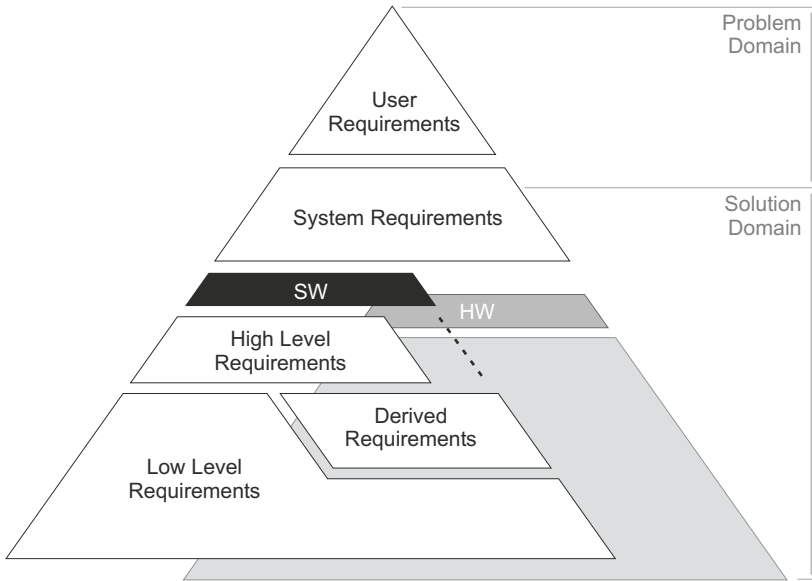 Problem
Domain
User
Requirements
System Requirements
Solution
Domain
SW
HW
High Level
Requirements
Derived
Requirements
Low Level
Requirements